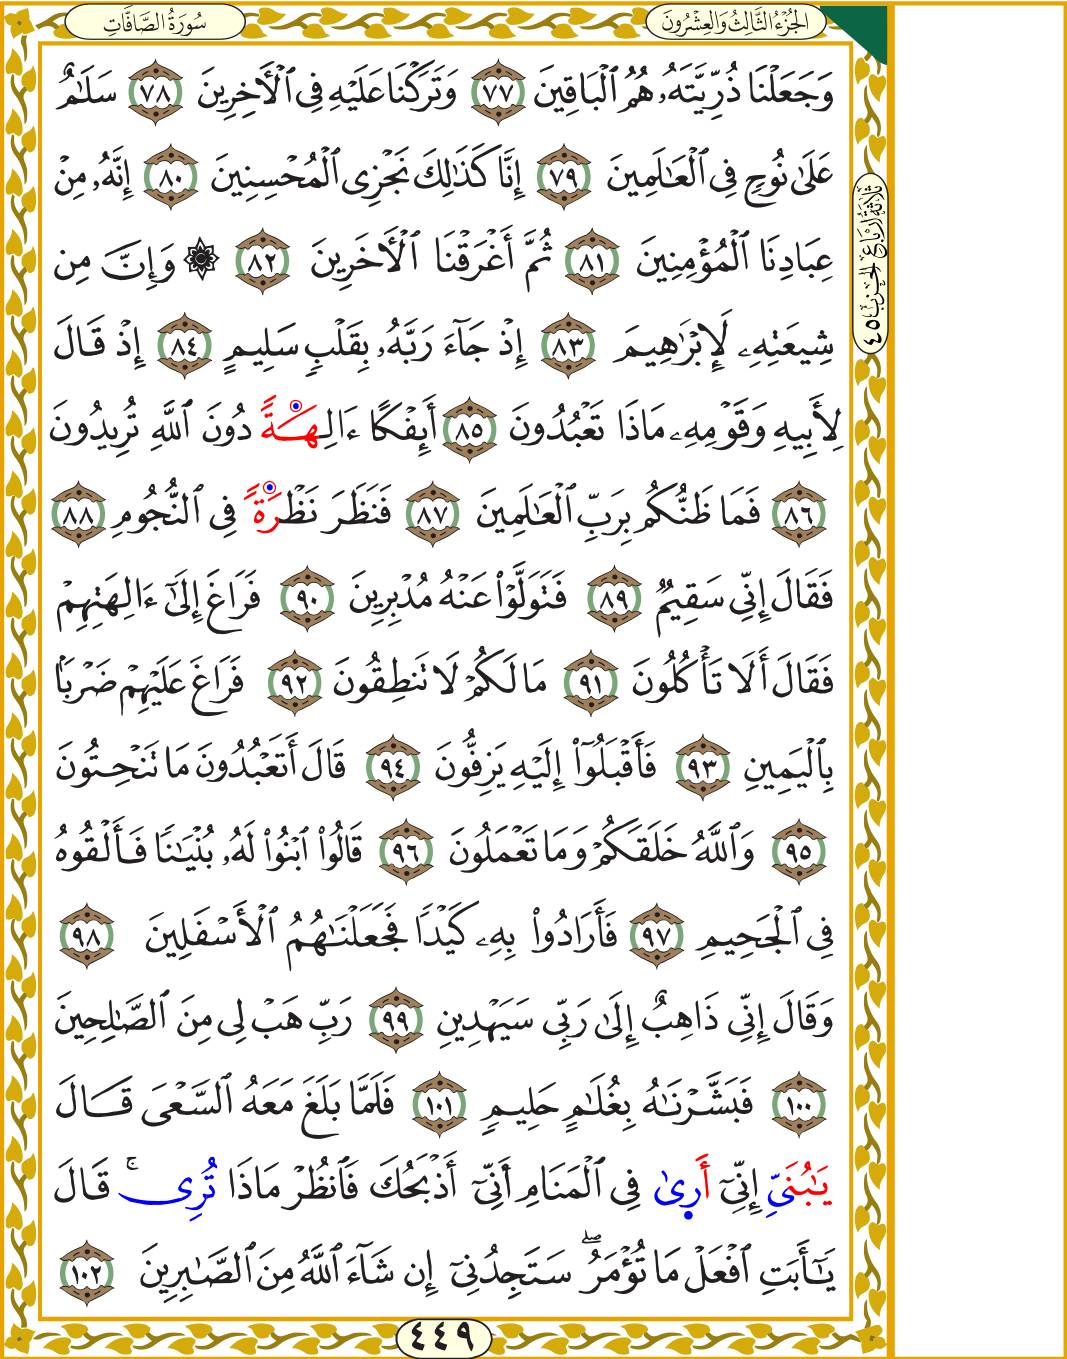 سُورَةُ الصَّافَّاتِ
الجُزْءُ الثَّالِثُ وَالعِشْرُونَ
وَجَعَلْنَا ذُرِّيَّتَهُۥ هُمُ ٱلْبَاقِينَ ٧٧ وَتَرَكْنَا عَلَيْهِ فِى ٱلْأَخِرِينَ ٧٨ سَلَٰمٌ
عَلَىٰ نُوحٍ فِى ٱلْعَٰلَمِينَ ٧٩ إِنَّا كَذَٰلِكَ نَجْزِى ٱلْمُحْسِنِينَ ٨٠ إِنَّهُۥ مِنْ
عِبَادِنَا ٱلْمُؤْمِنِينَ ٨١ ثُمَّ أَغْرَقْنَا ٱلْأَخَرِينَ ٨٢ ۞ وَإِنَّ مِن
شِيعَتِهِۦ لَإِبْرَٰهِيمَ ٨٣ إِذْ جَآءَ رَبَّهُۥ بِقَلْبٍ سَلِيمٍ ٨٤ إِذْ قَالَ
لِأَبِيهِ وَقَوْمِهِۦ مَاذَا تَعْبُدُونَ ٨٥ أَئِفْكًا ءَالِهَةً دُونَ ٱللَّهِ تُرِيدُونَ
٨٦ فَمَا ظَنُّكُم بِرَبِّ ٱلْعَٰلَمِينَ ٨٧ فَنَظَرَ نَظْرَةً فِى ٱلنُّجُومِ ٨٨
فَقَالَ إِنِّى سَقِيمٌ ٨٩ فَتَوَلَّوْا۟ عَنْهُ مُدْبِرِينَ ٩٠ فَرَاغَ إِلَىٰٓ ءَالِهَتِهِمْ
فَقَالَ أَلَا تَأْكُلُونَ ٩١ مَا لَكُمْ لَا تَنطِقُونَ ٩٢ فَرَاغَ عَلَيْهِمْ ضَرْبًۢا
بِٱلْيَمِينِ ٩٣ فَأَقْبَلُوٓا۟ إِلَيْهِ يَزِفُّونَ ٩٤ قَالَ أَتَعْبُدُونَ مَا تَنْحِتُونَ
٩٥ وَٱللَّهُ خَلَقَكُمْ وَمَا تَعْمَلُونَ ٩٦ قَالُوا۟ ٱبْنُوا۟ لَهُۥ بُنْيَٰنًا فَأَلْقُوهُ
فِى ٱلْجَحِيمِ ٩٧ فَأَرَادُوا۟ بِهِۦ كَيْدًا فَجَعَلْنَٰهُمُ ٱلْأَسْفَلِينَ ٩٨
وَقَالَ إِنِّى ذَاهِبٌ إِلَىٰ رَبِّى سَيَهْدِينِ ٩٩ رَبِّ هَبْ لِى مِنَ ٱلصَّٰلِحِينَ
١٠٠ فَبَشَّرْنَٰهُ بِغُلَٰمٍ حَلِيمٍ ١٠١ فَلَمَّا بَلَغَ مَعَهُ ٱلسَّعْىَ قَالَ
يَٰبُنَىِّ إِنِّىٓ أَرٜىٰ فِى ٱلْمَنَامِ أَنِّىٓ أَذْبَحُكَ فَٱنظُرْ مَاذَا تُرِى ۚ قَالَ
يَٰٓأَبَتِ ٱفْعَلْ مَا تُؤْمَرُ ۖ سَتَجِدُنِىٓ إِن شَآءَ ٱللَّهُ مِنَ ٱلصَّٰبِرِينَ ١٠٢
ثلاثة أرباع الحزب ٤٥
٤٤٩